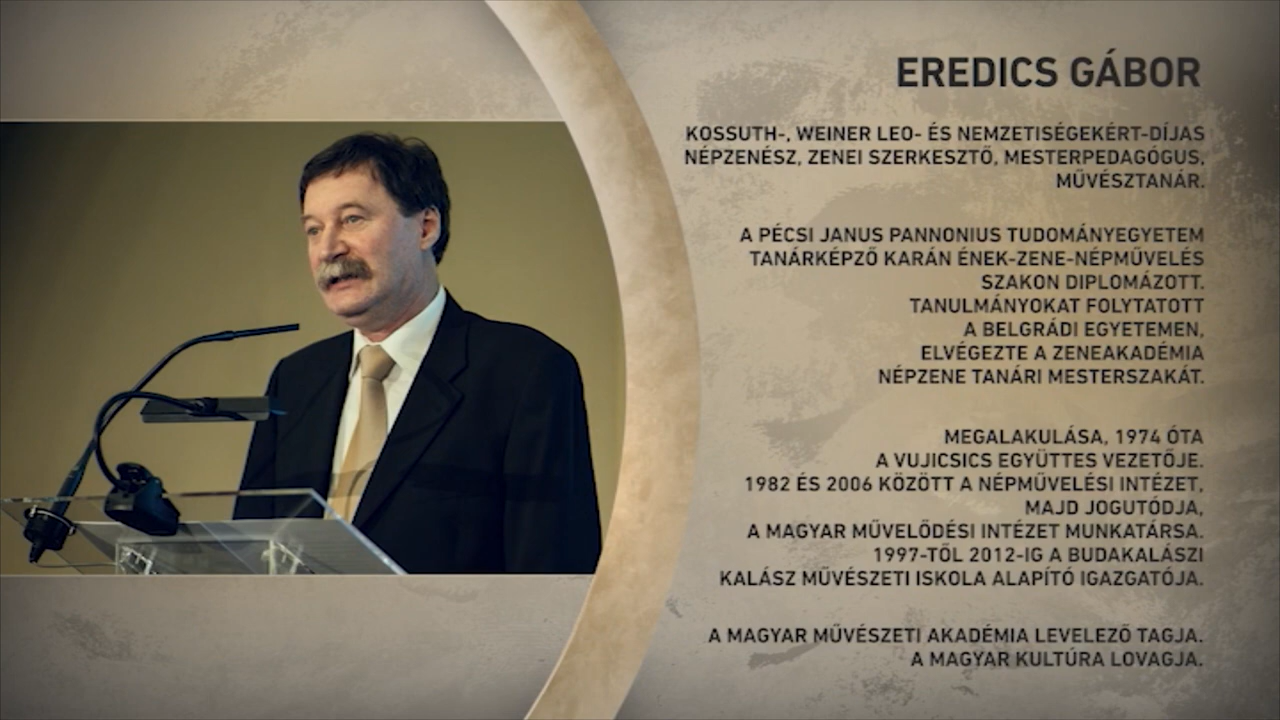 EREDICS GÁBOR
KOSSUTH-, WEINER LEO- ÉS NEMZETISÉGEKÉRT-DÍJAS
NÉPZENÉSZ, ZENEI SZERKESZTŐ, MESTERPEDAGÓGUS,
MŰVÉSZTANÁR.
A PÉCSI JANUS PANNONIUS TUDOMÁNYEGYETEM
TANÁRKÉPZŐ KARÁN ÉNEK-ZENE-NÉPMŰVELÉS
SZAKON DIPLOMÁZOTT.
TANULMÁNYOKAT FOLYTATOTT
A BELGRÁDI EGYETEMEN,
ELVÉGEZTE A ZENEAKADÉMIA
NÉPZENE TANÁRI MESTERSZAKÁT.
MEGALAKULÁSA, 1974 ÓTA
A VUJICSICS EGYÜTTES VEZETŐJE.
1982 ÉS 2006 KÖZÖTT A NÉPMŰVELÉSI INTÉZET,
MAJD JOGUTÓDJA,
A MAGYAR MŰVELŐDÉSI INTÉZET MUNKATÁRSA.
1997-TŐL 2012-IG A BUDAKALÁSZI
KALÁSZ MŰVÉSZETI ISKOLA ALAPÍTÓ IGAZGATÓJA.
A MAGYAR MŰVÉSZETI AKADÉMIA LEVELEZŐ TAGJA.
A MAGYAR KULTÚRA LOVAGJA.